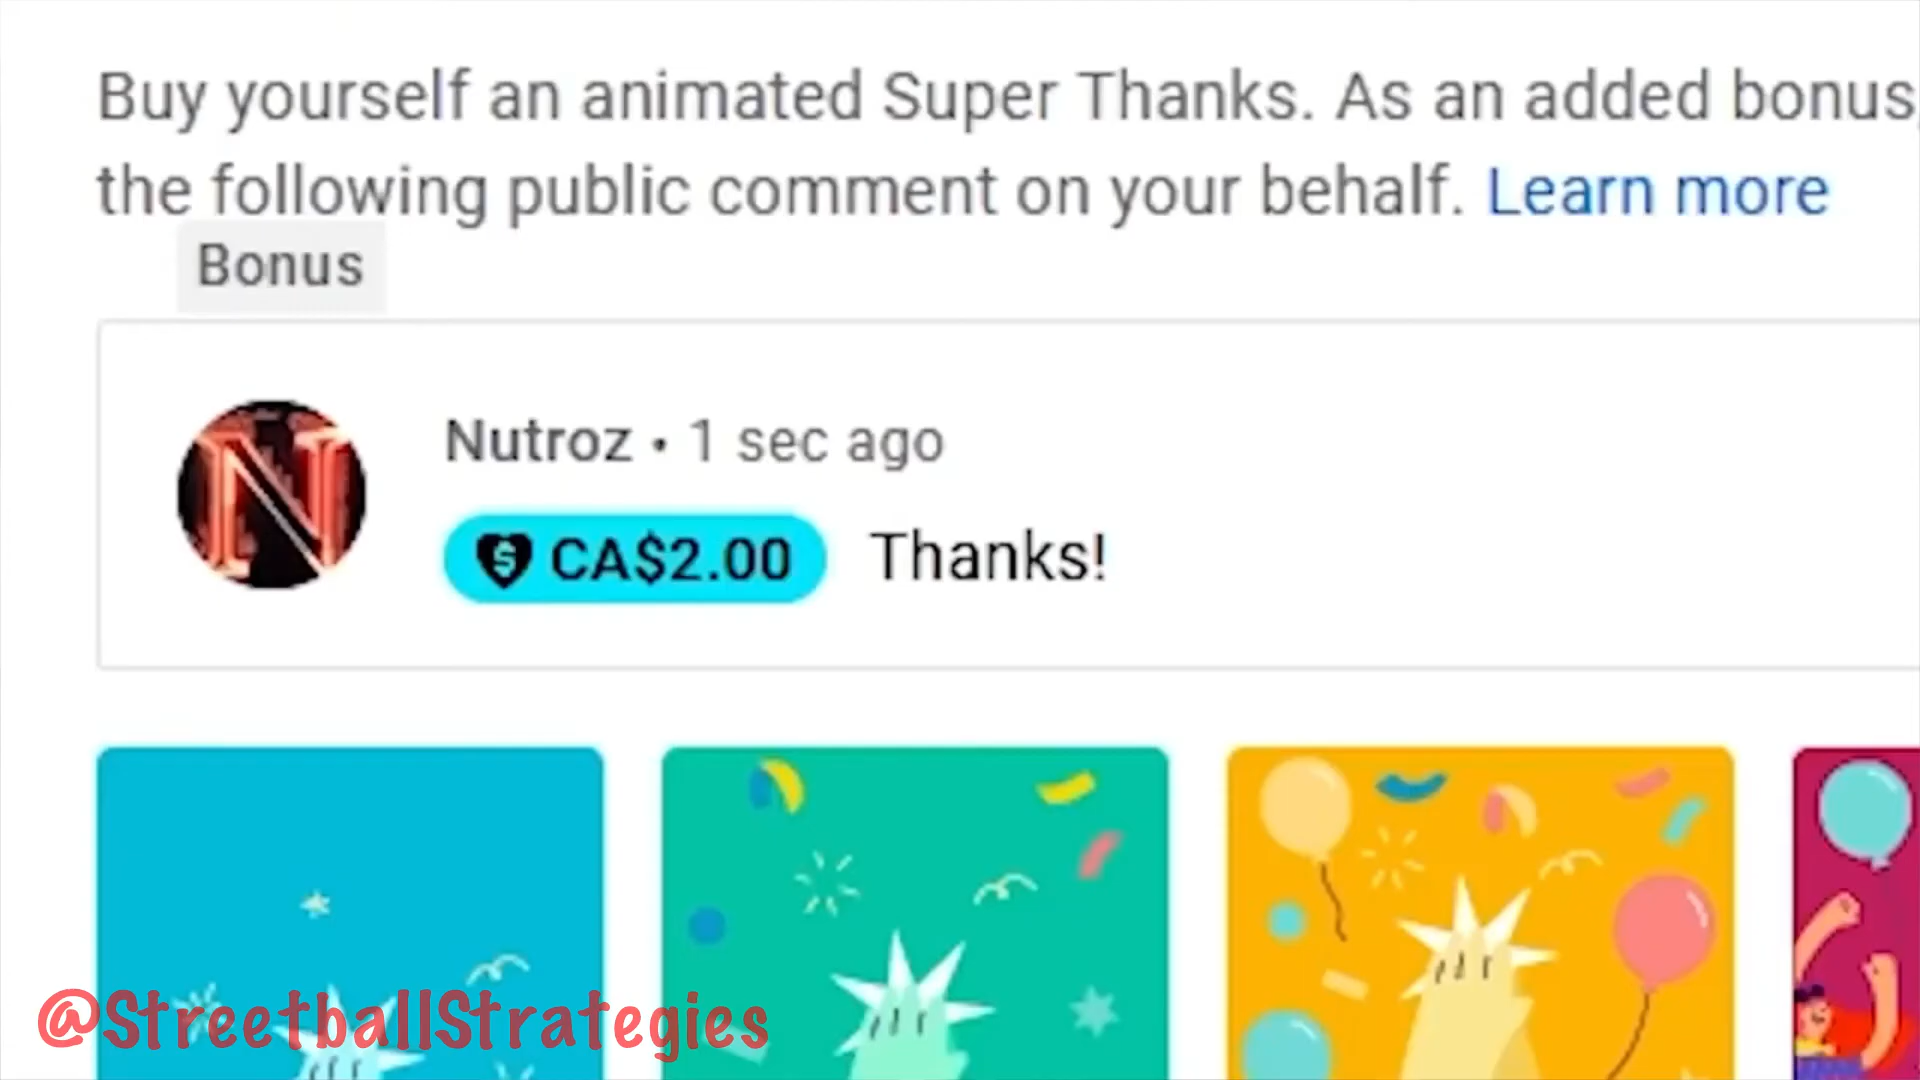 Buy yourself an animated Super Thanks. As an added bonus,
the following public comment on your behalf. Learn more
Bonus
N
Nutroz • 1 sec ago
$ CA$2.00 Thanks!
@StreetballStrategies